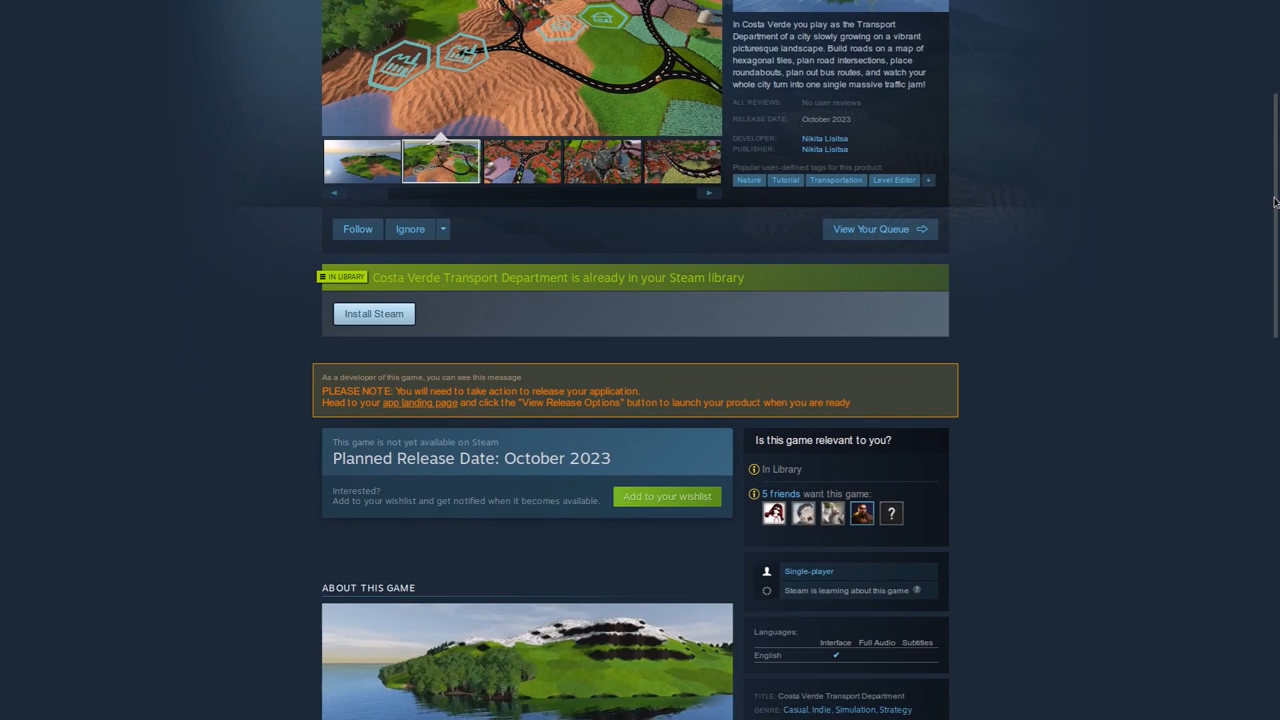 In Costa Verde you play as the Transport
Department of a city slowly growing on a vibrant
picturesque landscape. Build roads on a map of
hexagonal tiles, plan road intersections, place
roundabouts, plan out bus routes, and watch your
whole city turn into one single massive traffic jam!
ALL REVIEWS: No user reviews
RELEASE DATE: October 2023
DEVELOPER: Nikita Lisitsa
PUBLISHER: Nikita Lisitsa
Popular user-defined tags for this product:
Nature Tutorial Transportation Level Editor +
Follow Ignore View Your Queue
IN LIBRARY Costa Verde Transport Department is already in your Steam library
Install Steam
As a developer of this game, you can see this message
PLEASE NOTE: You will need to take action to release your application.
Head to your app landing page and click the "View Release Options" button to launch your product when you are ready
This game is not yet available on Steam
Planned Release Date: October 2023
Interested?
Add to your wishlist and get notified when it becomes available.
Add to your wishlist
Is this game relevant to you?
In Library
5 friends want this game:
?
Single-player
Steam is learning about this game ?
ABOUT THIS GAME
Languages:
Interface Full Audio Subtitles
English ✔
TITLE: Costa Verde Transport Department
GENRE: Casual, Indie, Simulation, Strategy